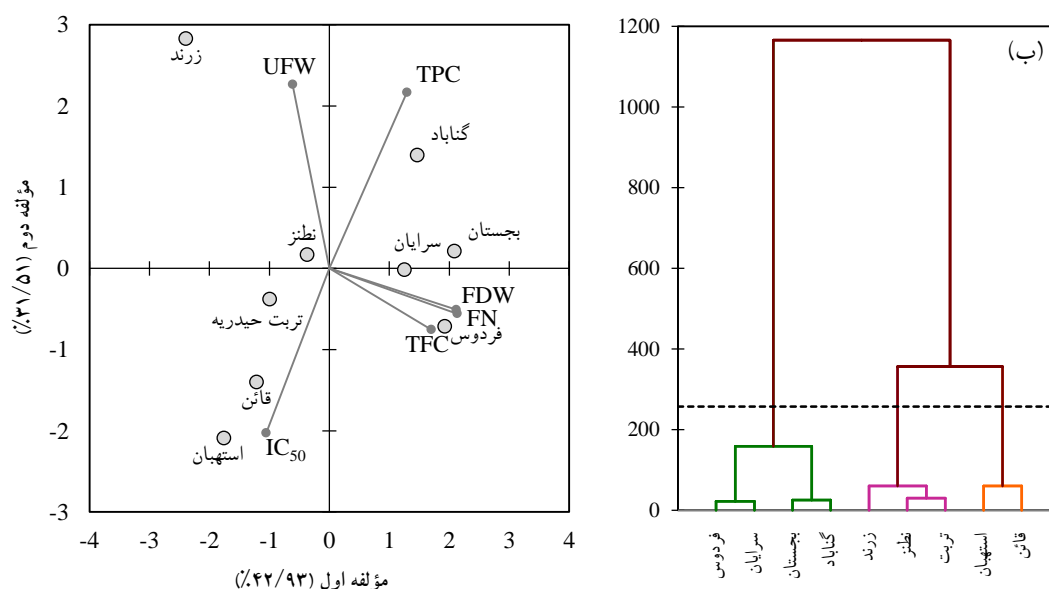 3
2
1
0
-1
-2
-3
-4
-3
-2
-1
0
1
2
3
4
مؤلفه دوم (۳۱/۵۱٪)
مؤلفه اول (۴۲/۹۳٪)
زرند
UFW
TPC
گناباد
نطنز
سرایان
بجستان
FDW
FN
TFC
فردوس
تربت حیدریه
قائن
استهبان
IC50
(ب)
1200
1000
800
600
400
200
0
فردوس
سرایان
بجستان
گناباد
زرند
نطنز
تربت
استهبان
قائن